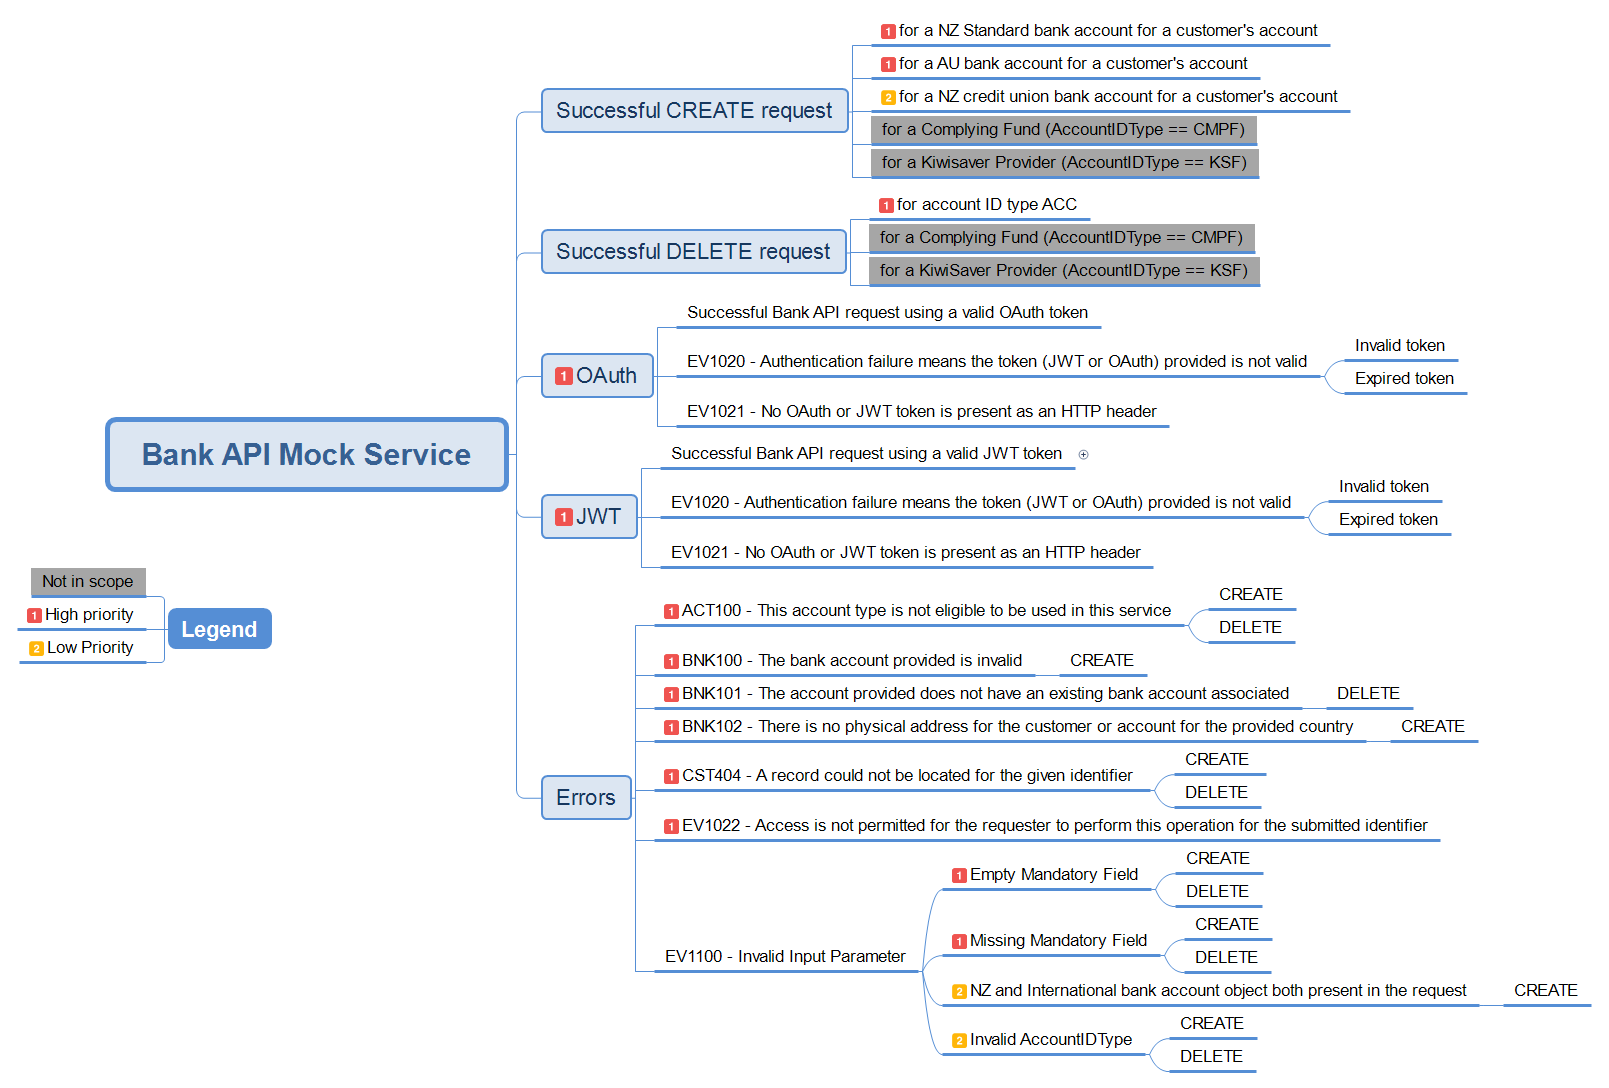 Bank API Mock Service
Successful CREATE request
1 for a NZ Standard bank account for a customer's account
1 for a AU bank account for a customer's account
2 for a NZ credit union bank account for a customer's account
for a Complying Fund (AccountIDType == CMPF)
for a Kiwisaver Provider (AccountIDType == KSF)
Successful DELETE request
1 for account ID type ACC
for a Complying Fund (AccountIDType == CMPF)
for a KiwiSaver Provider (AccountIDType == KSF)
1 OAuth
Successful Bank API request using a valid OAuth token
EV1020 - Authentication failure means the token (JWT or OAuth) provided is not valid
Invalid token
Expired token
EV1021 - No OAuth or JWT token is present as an HTTP header
1 JWT
Successful Bank API request using a valid JWT token
EV1020 - Authentication failure means the token (JWT or OAuth) provided is not valid
Invalid token
Expired token
EV1021 - No OAuth or JWT token is present as an HTTP header
Errors
1 ACT100 - This account type is not eligible to be used in this service
CREATE
DELETE
1 BNK100 - The bank account provided is invalid
CREATE
1 BNK101 - The account provided does not have an existing bank account associated
DELETE
1 BNK102 - There is no physical address for the customer or account for the provided country
CREATE
1 CST404 - A record could not be located for the given identifier
CREATE
DELETE
1 EV1022 - Access is not permitted for the requester to perform this operation for the submitted identifier
EV1100 - Invalid Input Parameter
1 Empty Mandatory Field
CREATE
DELETE
1 Missing Mandatory Field
CREATE
DELETE
2 NZ and International bank account object both present in the request
CREATE
2 Invalid AccountIDType
CREATE
DELETE
Legend
Not in scope
1 High priority
2 Low Priority